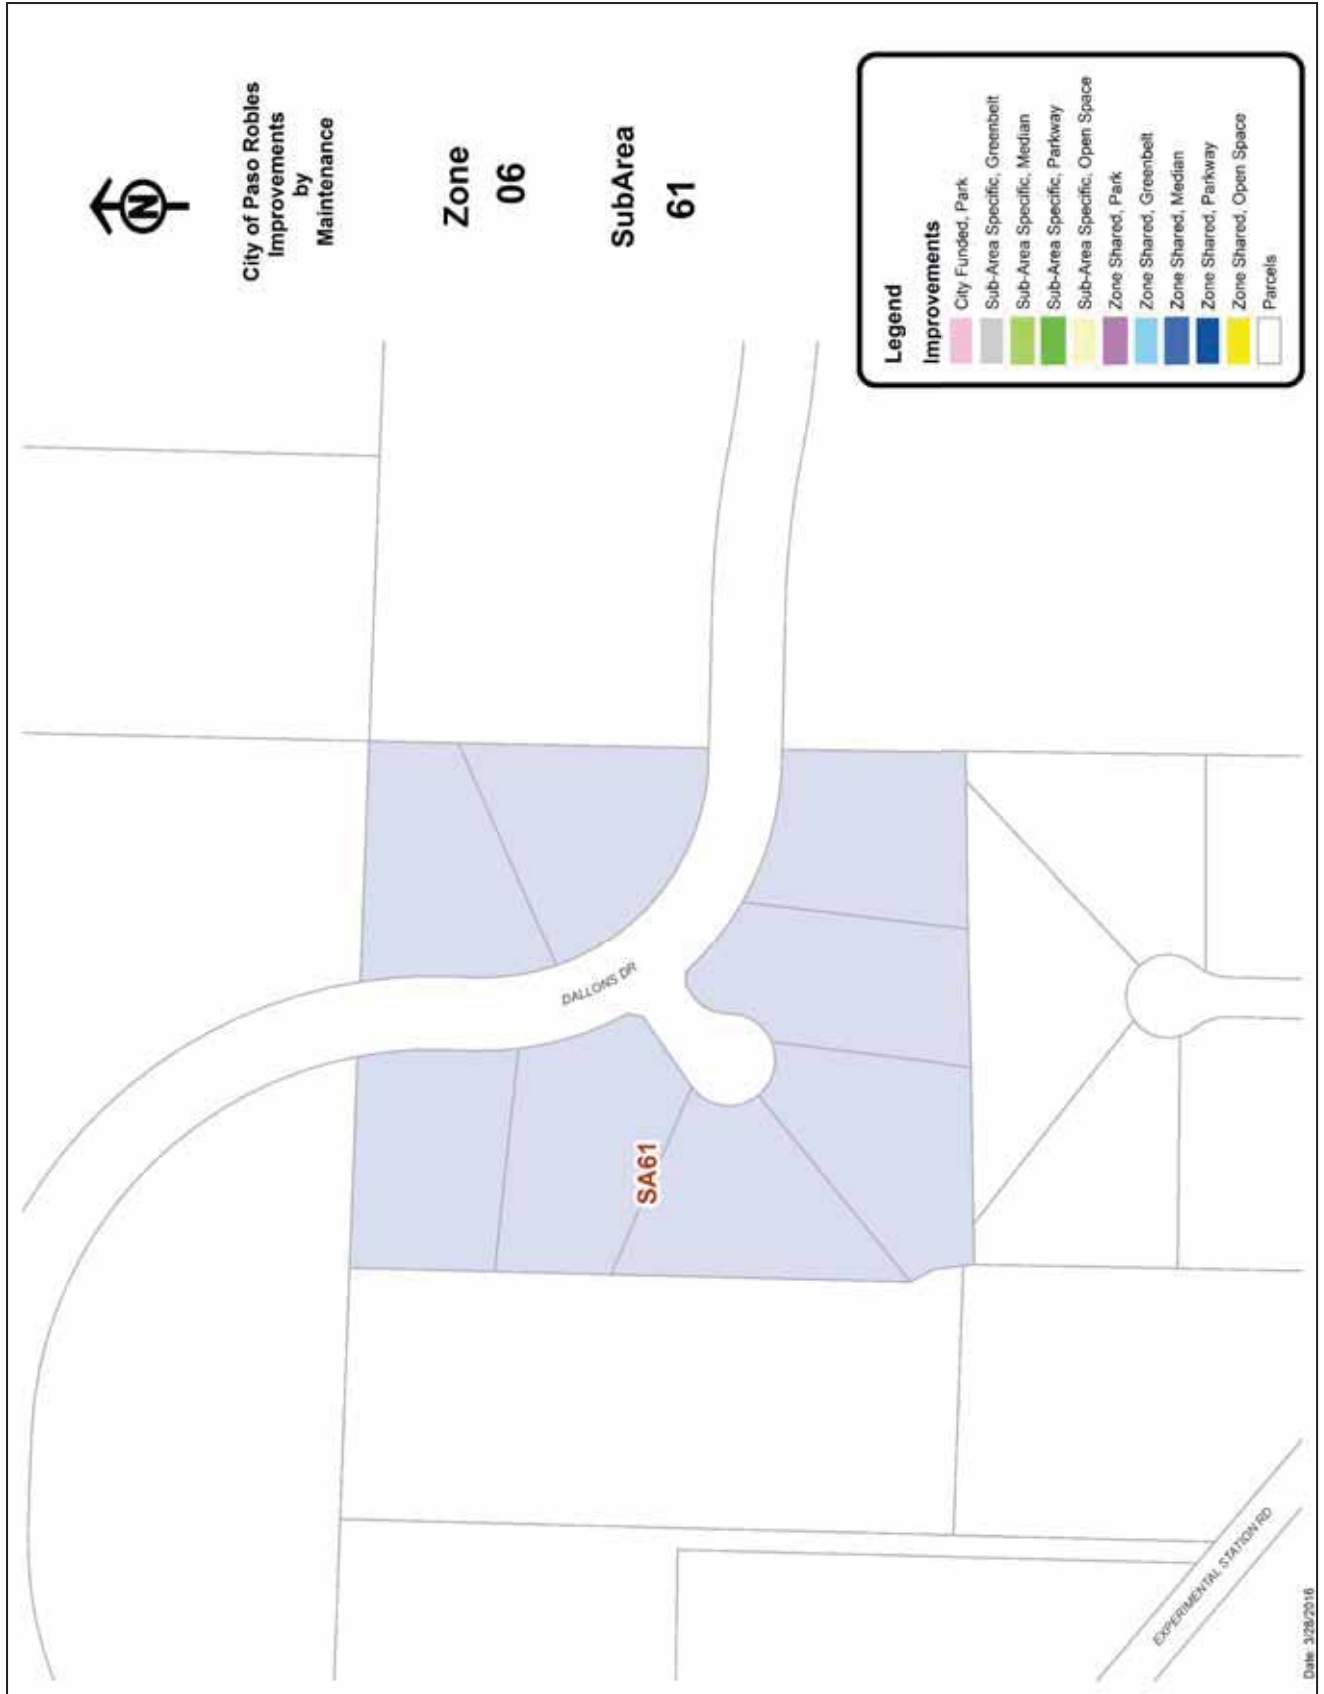 N
City of Paso Robles
Improvements
by
Maintenance
Zone
06
SubArea
61
DALLONS DR
SA61
EXPERIMENTAL STATION RD
Legend
Improvements
City Funded, Park
Sub-Area Specific, Greenbelt
Sub-Area Specific, Median
Sub-Area Specific, Parkway
Sub-Area Specific, Open Space
Zone Shared, Park
Zone Shared, Greenbelt
Zone Shared, Median
Zone Shared, Parkway
Zone Shared, Open Space
Parcels
Date: 3/28/2016